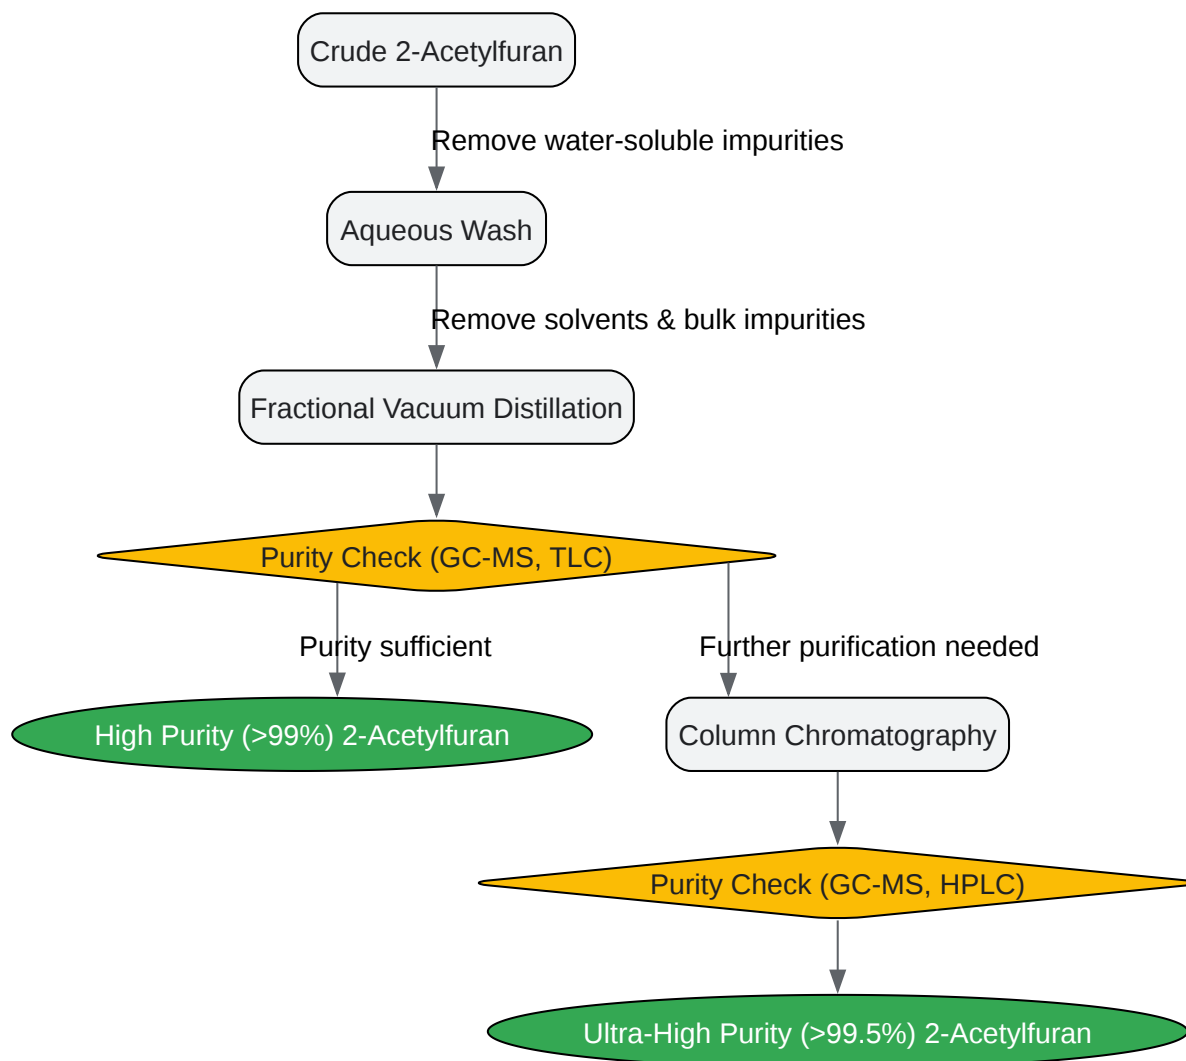 Crude 2-Acetylfuran
Remove water-soluble impurities
Aqueous Wash
Remove solvents & bulk impurities
Fractional Vacuum Distillation
Purity Check (GC-MS, TLC)
Purity sufficient
Further purification needed
High Purity (>99%) 2-Acetylfuran
Column Chromatography
Purity Check (GC-MS, HPLC)
Ultra-High Purity (>99.5%) 2-Acetylfuran